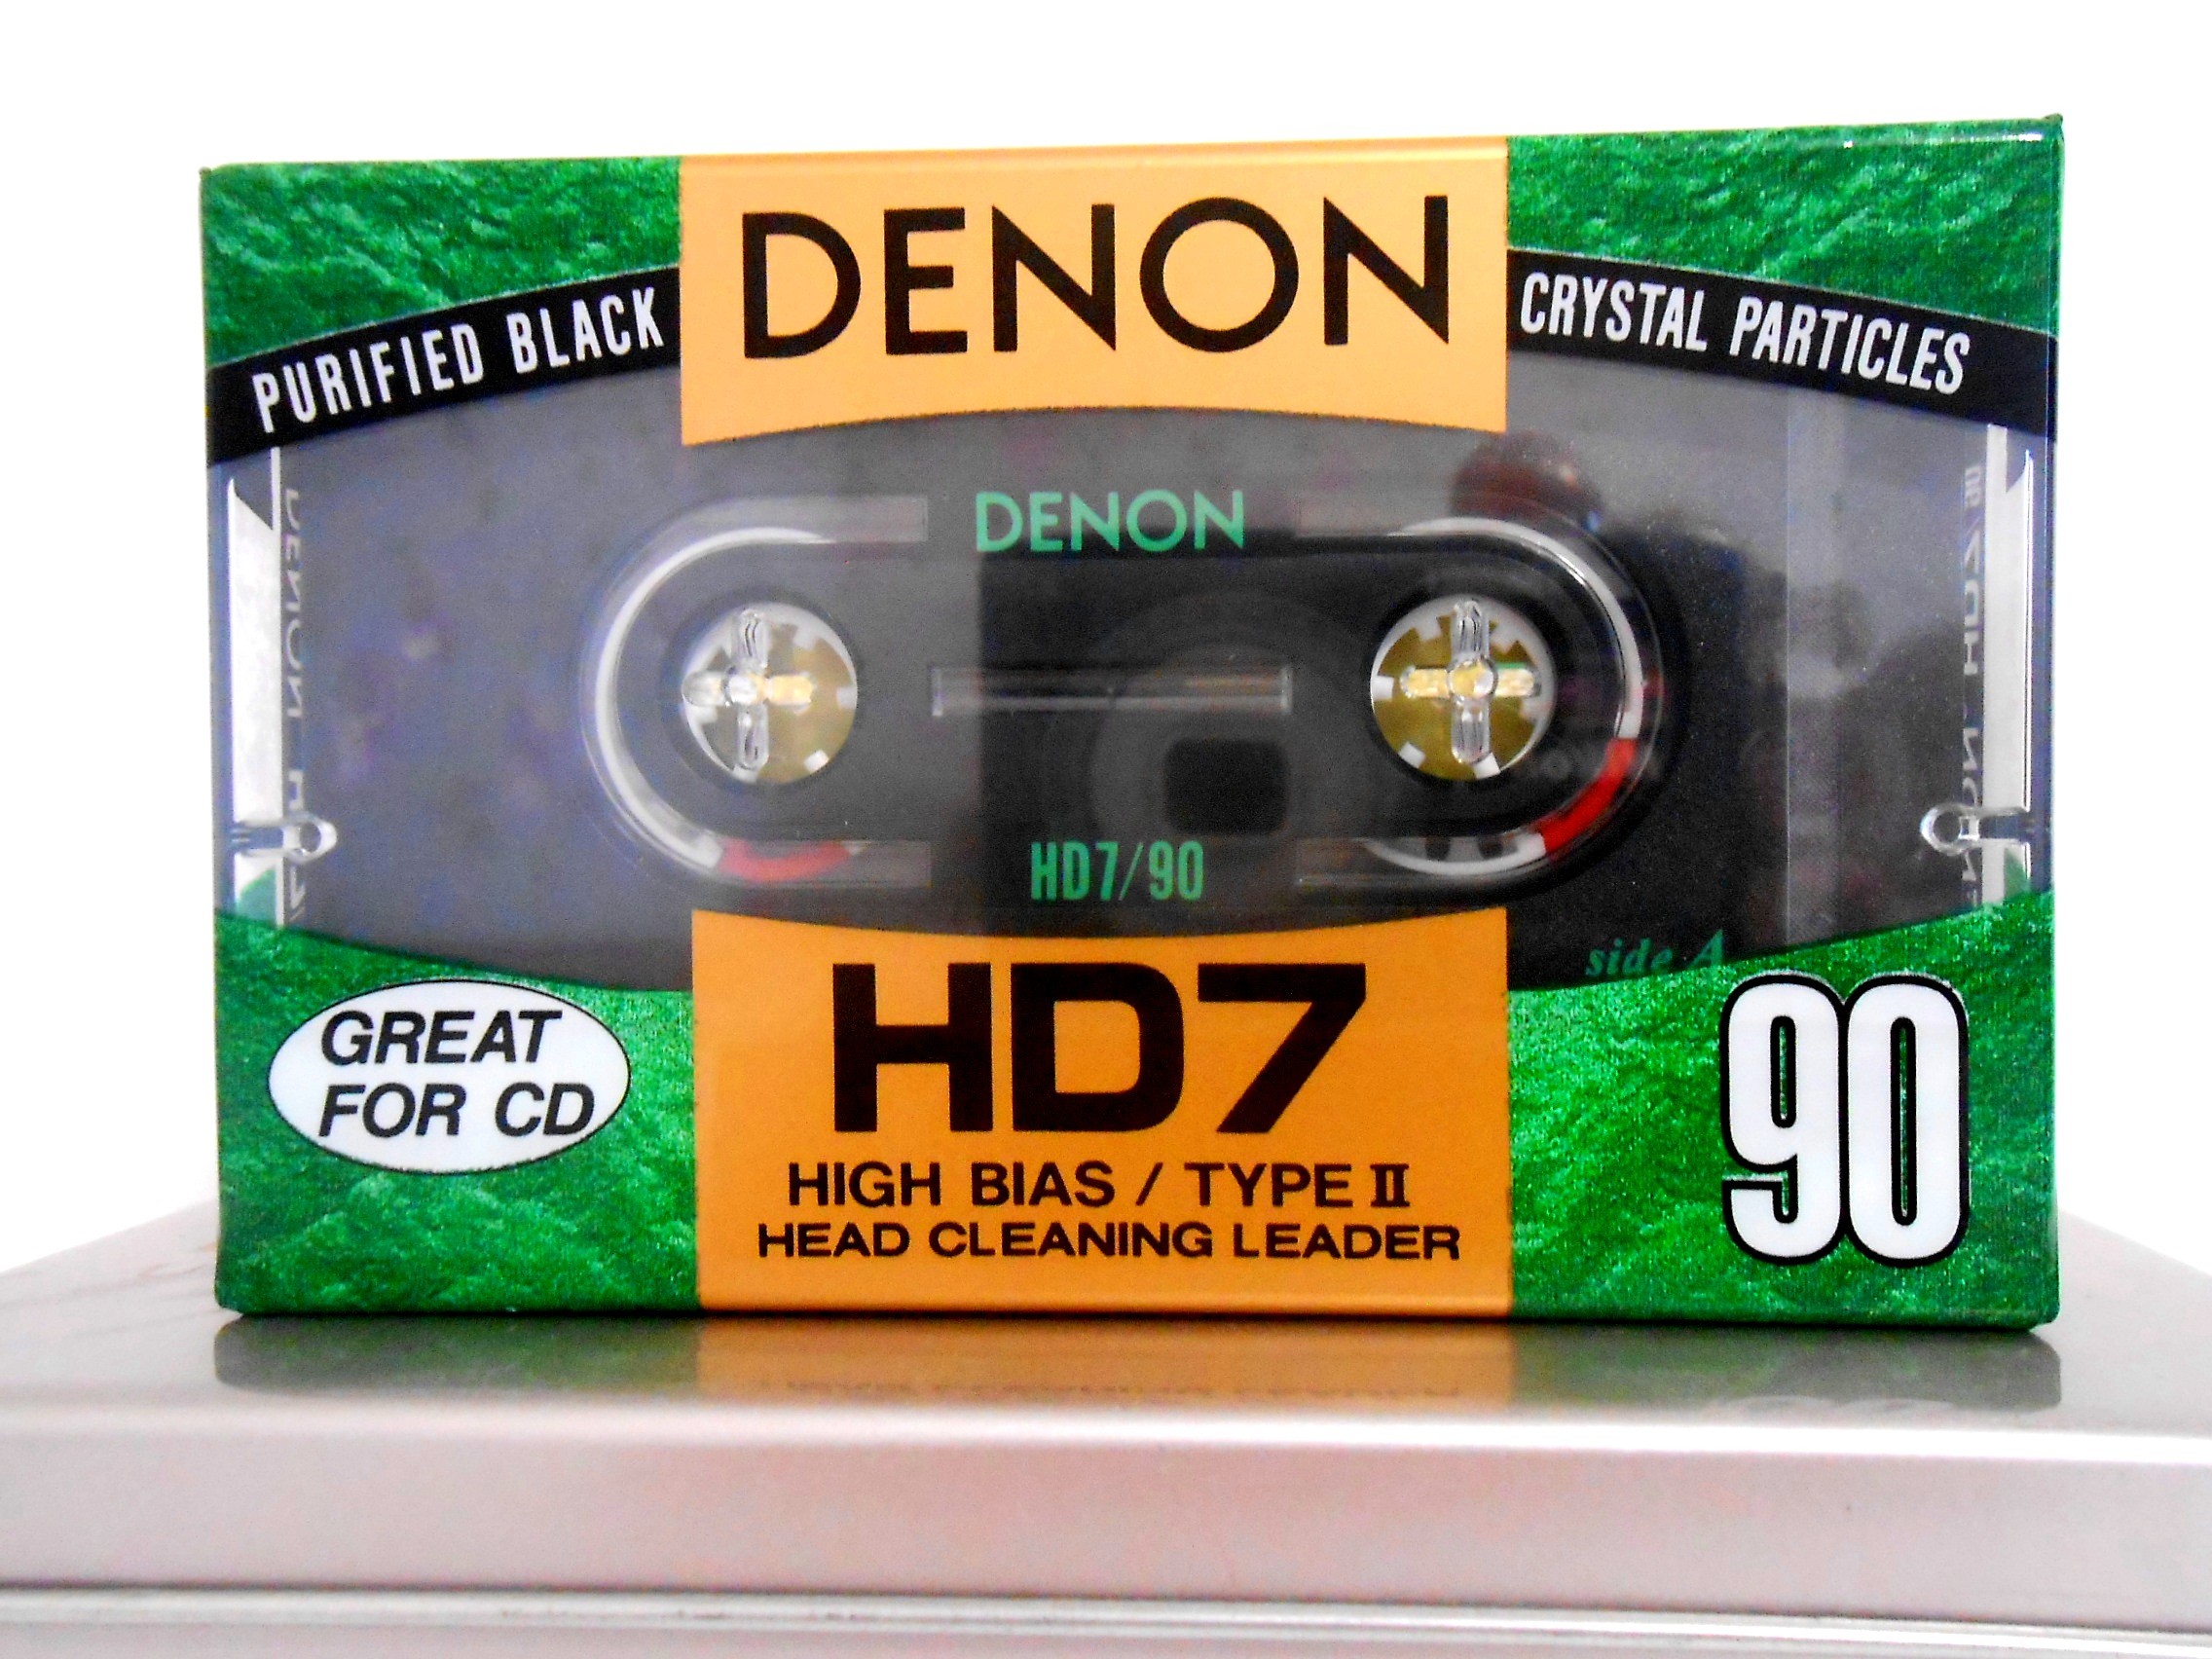 DENON
PURIFIED BLACK
CRYSTAL PARTICLES
DENON
HD7/90
side A
GREAT
FOR CD
HD7
HIGH BIAS / TYPE II
HEAD CLEANING LEADER
90